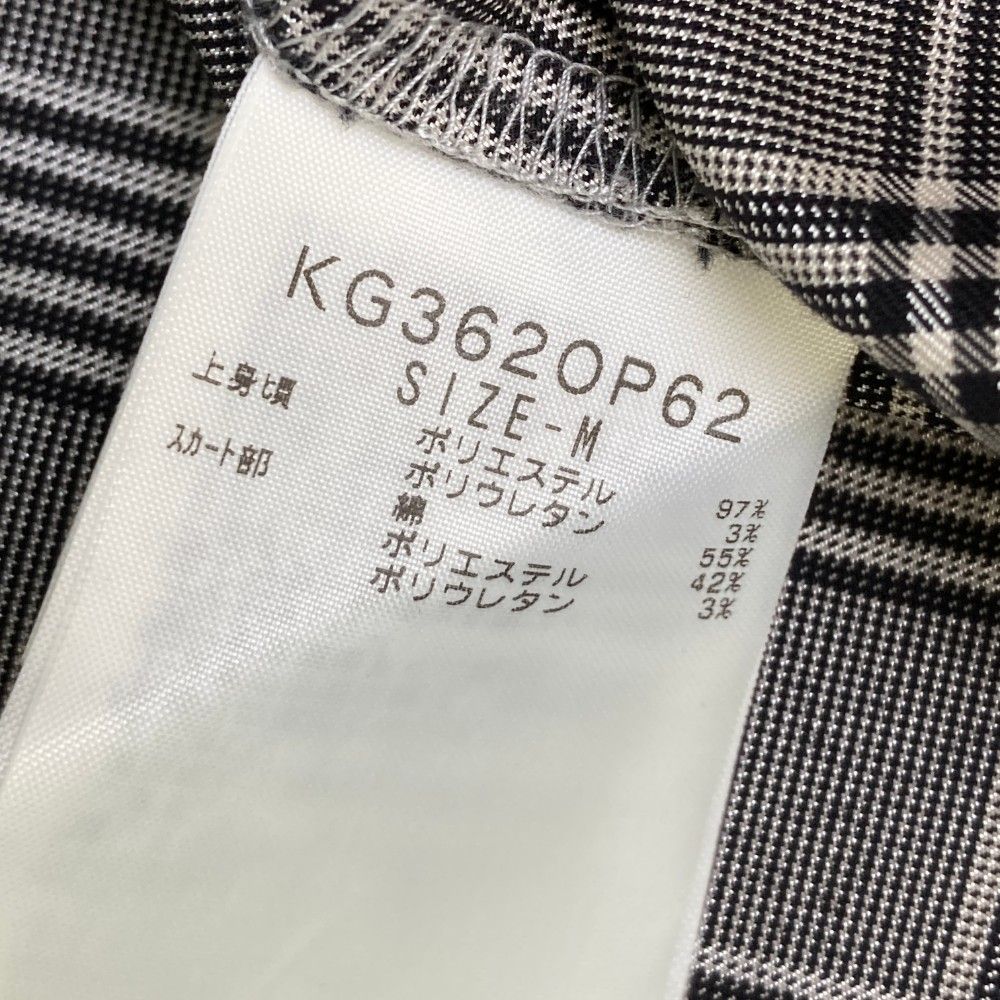 KG362OP62
SIZE-M
上身頃 ポリエステル 97%
ポリウレタン 3%
スカート部 綿 55%
ポリエステル 42%
ポリウレタン 3%